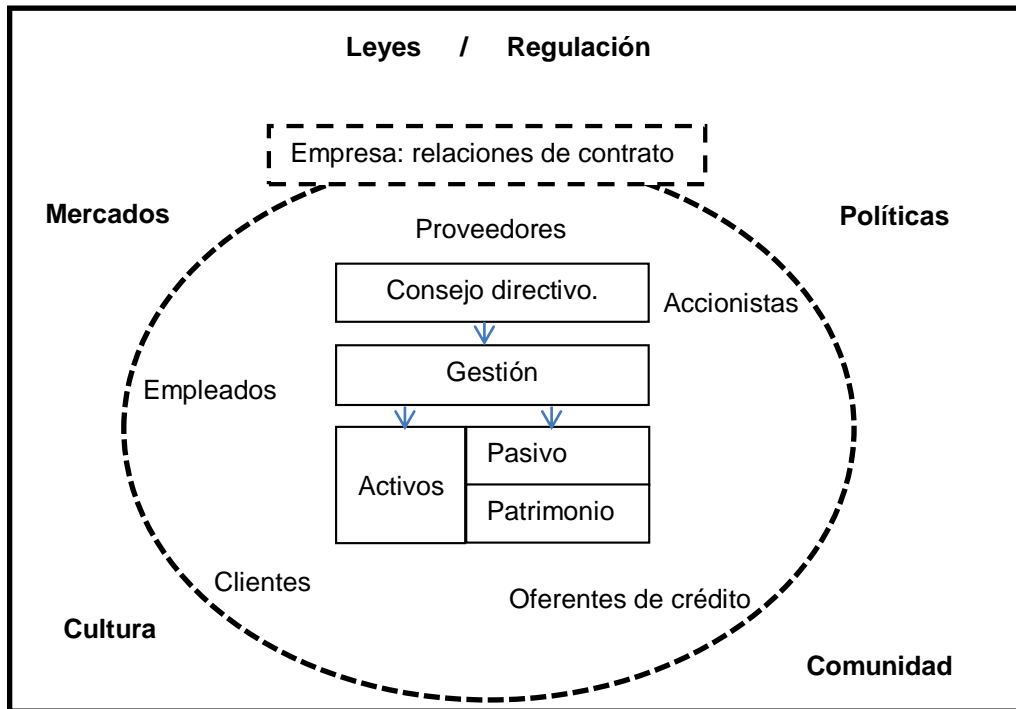 Leyes / Regulación
Empresa: relaciones de contrato
Mercados
Políticas
Proveedores
Consejo directivo.
Accionistas
Gestión
Empleados
Pasivo
Activos
Patrimonio
Clientes
Oferentes de crédito
Cultura
Comunidad